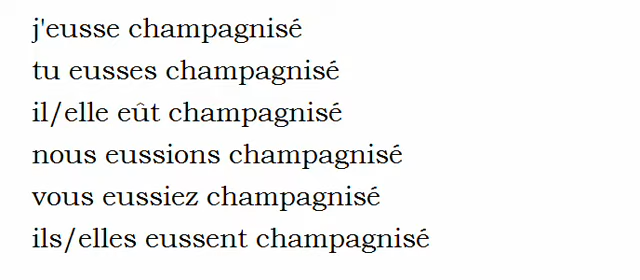 j'eusse champagnisé
tu eusses champagnisé
il/elle eût champagnisé
nous eussions champagnisé
vous eussiez champagnisé
ils/elles eussent champagnisé